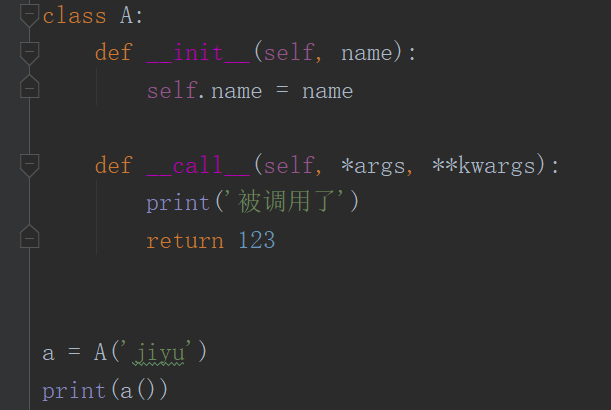 class A:
    def __init__(self, name):
        self.name = name
    def __call__(self, *args, **kwargs):
        print('被调用了')
        return 123
a = A('jiyu')
print(a())